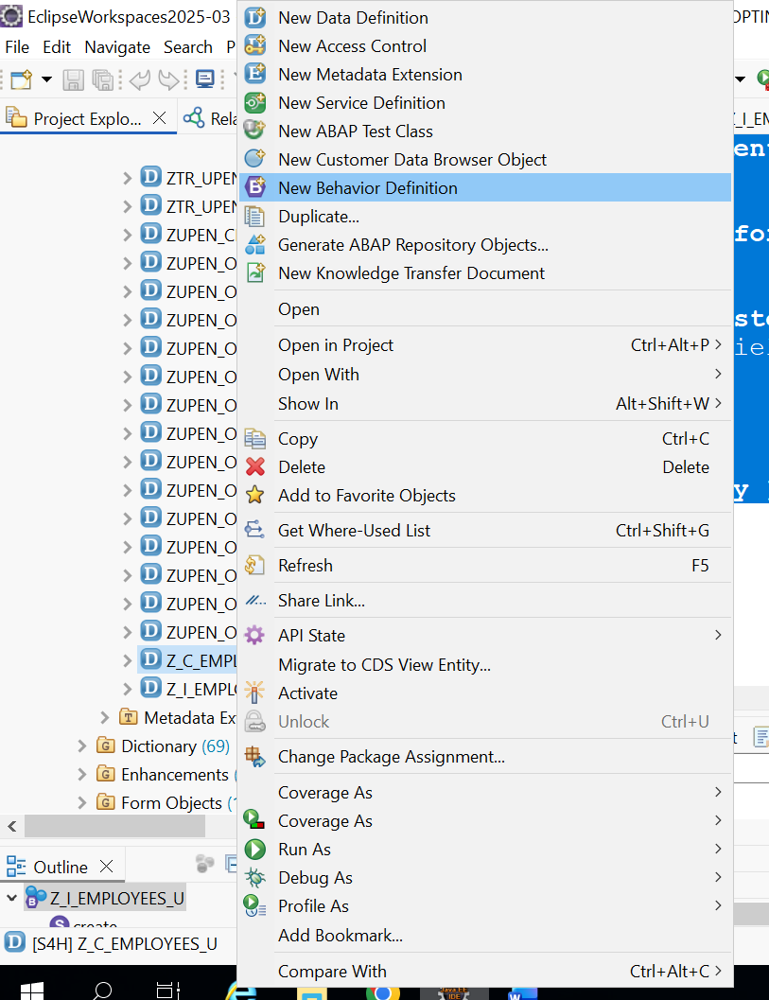 EclipseWorkspaces2025-03
File Edit Navigate Search P
Project Explo... Rela
ZTR_UPEN
ZTR_UPEN
ZUPEN_C
ZUPEN_O
ZUPEN_O
ZUPEN_O
ZUPEN_O
ZUPEN_O
ZUPEN_O
ZUPEN_O
ZUPEN_O
ZUPEN_O
ZUPEN_O
ZUPEN_O
ZUPEN_O
ZUPEN_O
ZUPEN_O
Z_C_EMPL
Z_I_EMPLO
Metadata Ex
Dictionary (69)
Enhancements (
Form Objects (1
Outline
Z_I_EMPLOYEES_U
create
[S4H] Z_C_EMPLOYEES_U
New Data Definition
New Access Control
New Metadata Extension
New Service Definition
New ABAP Test Class
New Customer Data Browser Object
New Behavior Definition
Duplicate...
Generate ABAP Repository Objects...
New Knowledge Transfer Document
Open
Open in Project Ctrl+Alt+P
Open With
Show In Alt+Shift+W
Copy Ctrl+C
Delete Delete
Add to Favorite Objects
Get Where-Used List Ctrl+Shift+G
Refresh F5
Share Link...
API State
Migrate to CDS View Entity...
Activate
Unlock Ctrl+U
Change Package Assignment...
Coverage As
Coverage As
Run As
Debug As
Profile As
Add Bookmark...
Compare With Ctrl+Alt+C
Java EE
IDE